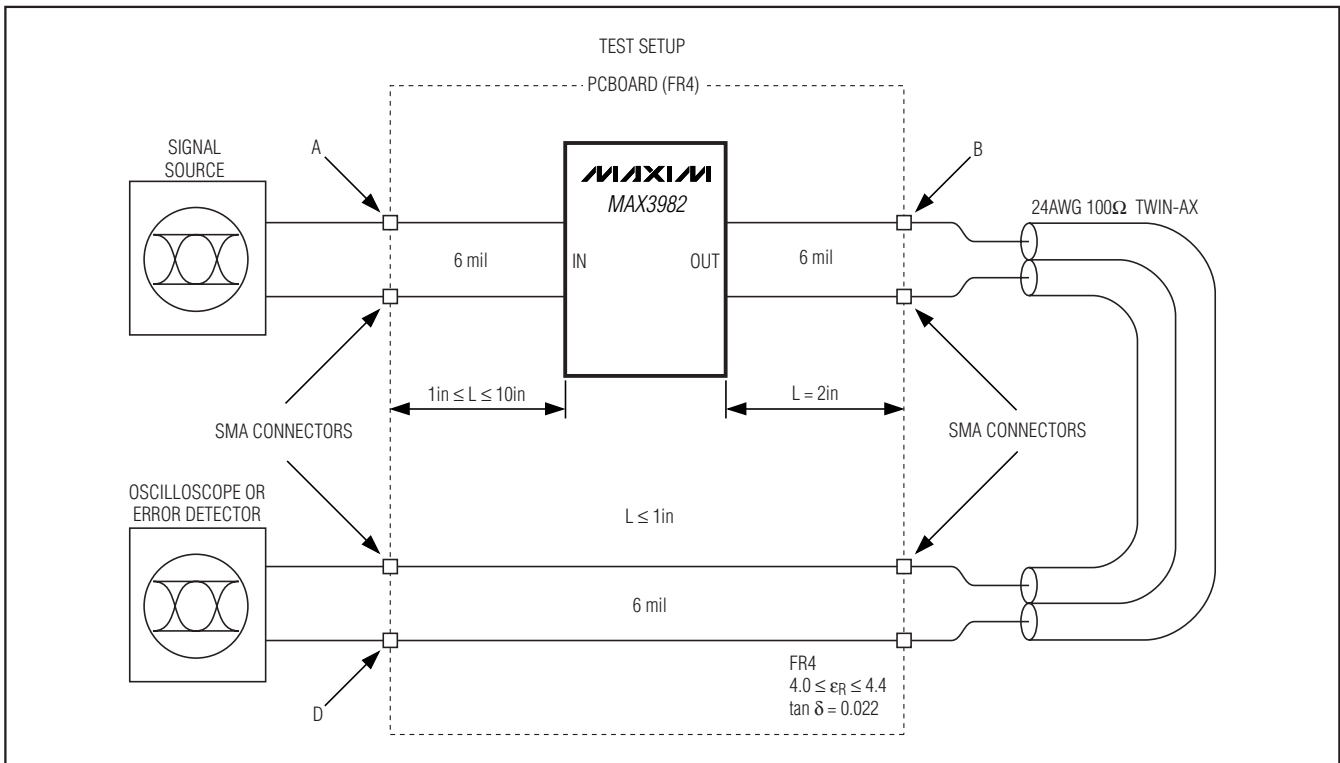 TEST SETUP
PCBOARD (FR4)
SIGNAL
SOURCE
A
B
MAXIM
MAX3982
24AWG 100Ω TWIN-AX
6 mil
IN
OUT
6 mil
1in ≤ L ≤ 10in
L = 2in
SMA CONNECTORS
SMA CONNECTORS
OSCILLOSCOPE OR
ERROR DETECTOR
L ≤ 1in
6 mil
FR4
4.0 ≤ εR ≤ 4.4
tan δ = 0.022
D